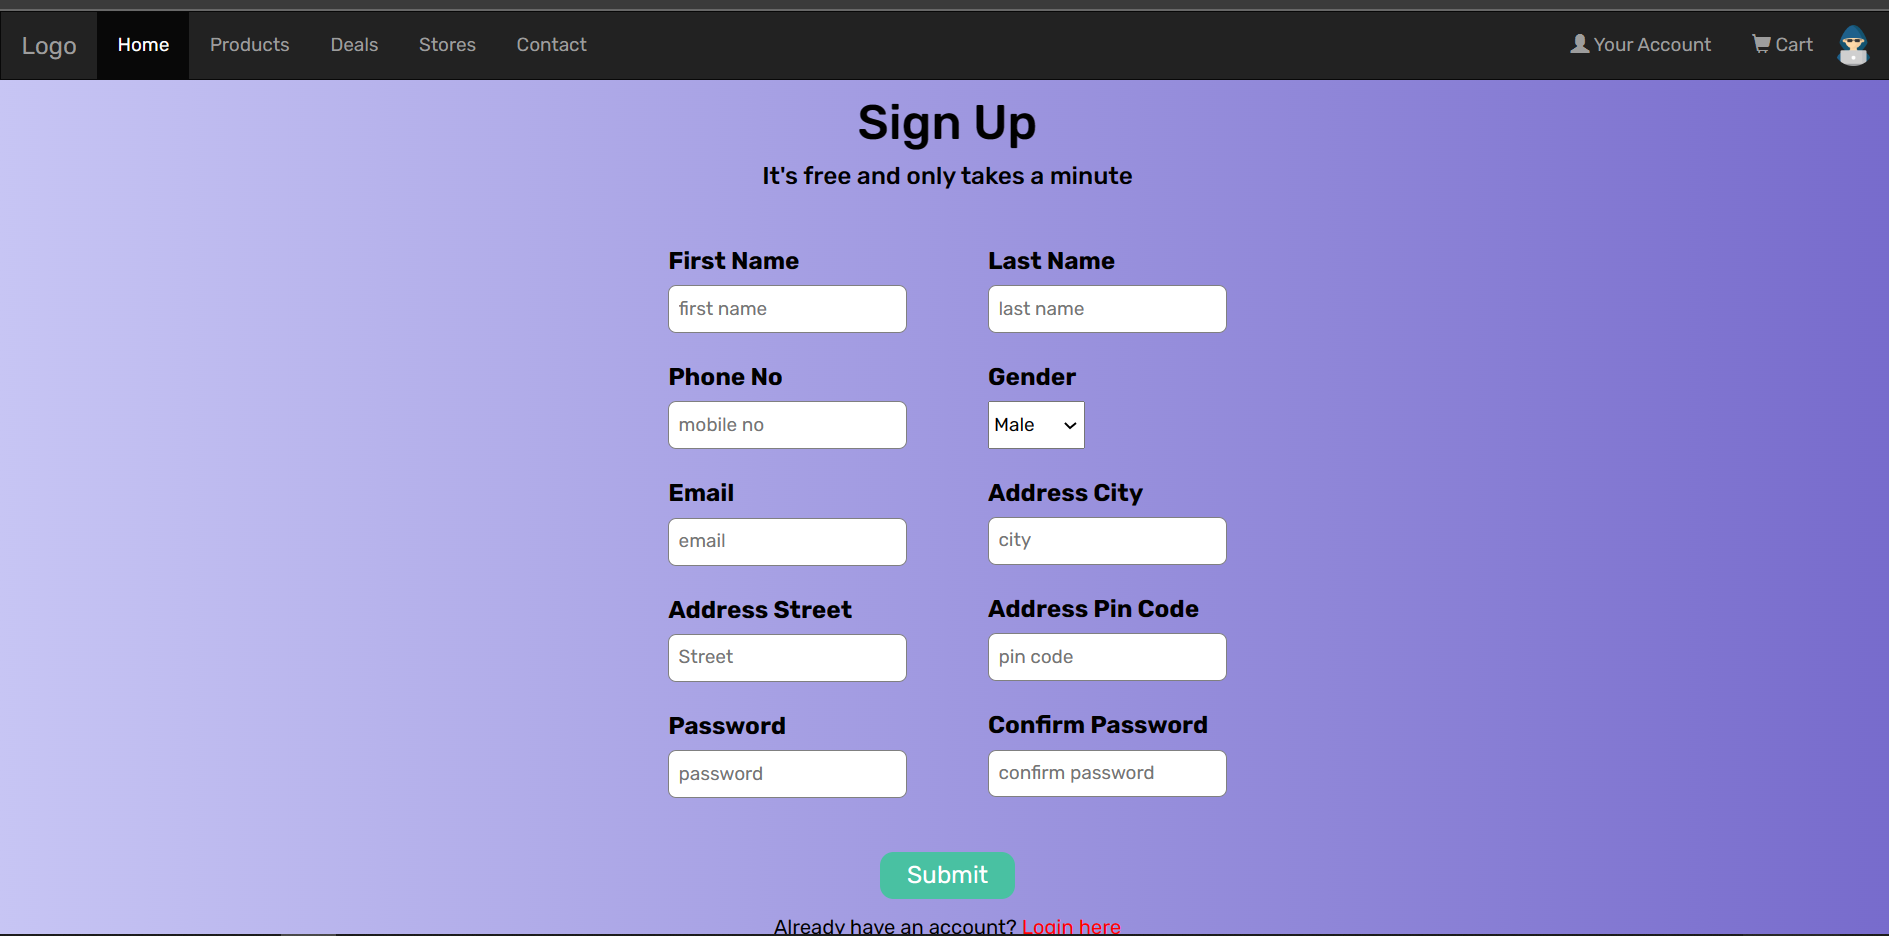 Logo Home Products Deals Stores Contact Your Account Cart
Sign Up
It's free and only takes a minute
First Name Last Name
first name last name
Phone No Gender
mobile no Male
Email Address City
email city
Address Street Address Pin Code
Street pin code
Password Confirm Password
password confirm password
Submit
Already have an account? Login here